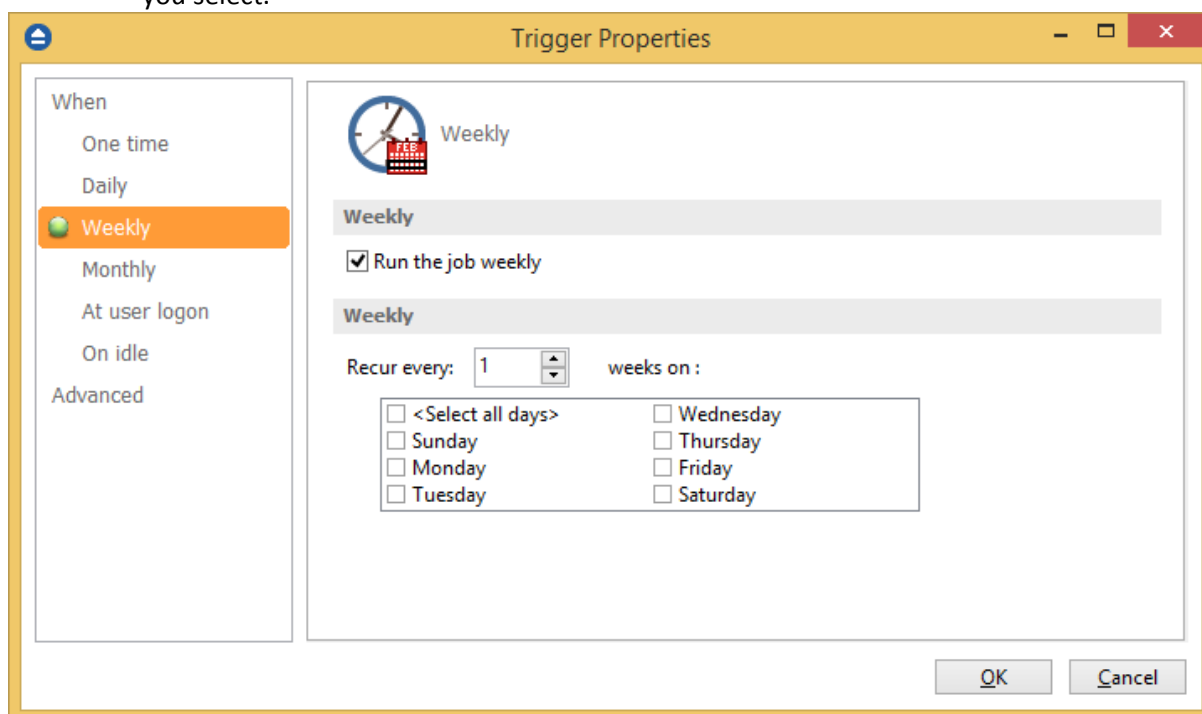 you select.
Trigger Properties
When
One time
Daily
Weekly
Monthly
At user logon
On idle
Advanced
FEB
Weekly
Weekly
Run the job weekly
Weekly
Recur every: 1 weeks on :
<Select all days> Wednesday
Sunday Thursday
Monday Friday
Tuesday Saturday
OK Cancel